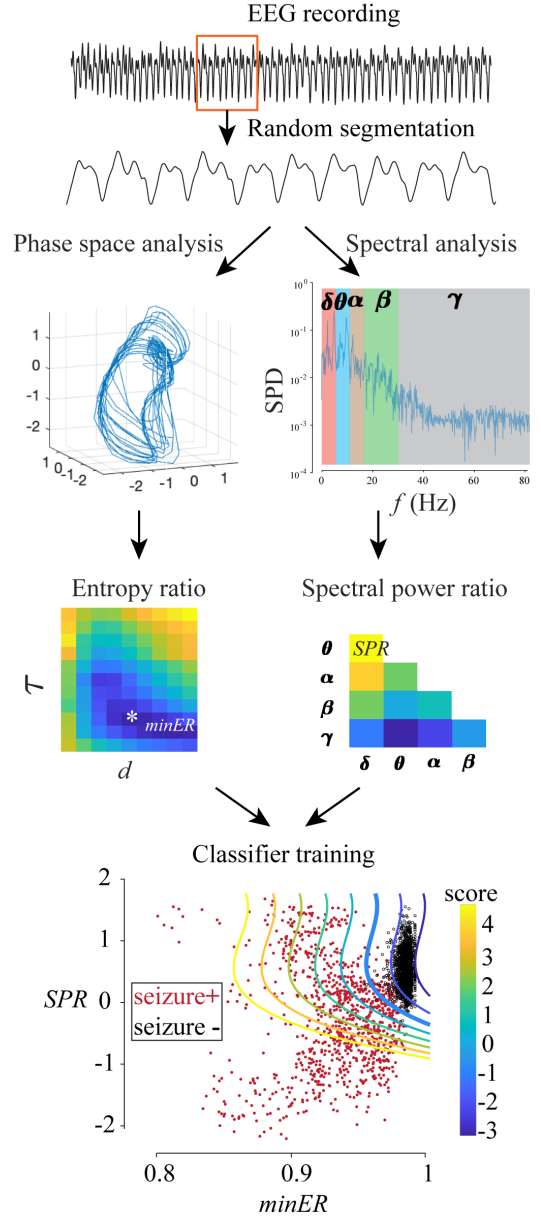 EEG recording
Random segmentation
Phase space analysis
Spectral analysis
1
0
-1
-2
1
0
-1
-2
-2
-1
0
1
SPD
10⁰
10⁻¹
10⁻²
10⁻³
10⁻⁴
δ θ α β γ
0 20 40 60 80
f (Hz)
Entropy ratio
τ
* minER
d
Spectral power ratio
θ SPR
α
β
γ
δ θ α β
Classifier training
SPR
2
1
0
-1
-2
seizure+
seizure -
0.8 0.9 1
minER
score
4
3
2
1
0
-1
-2
-3